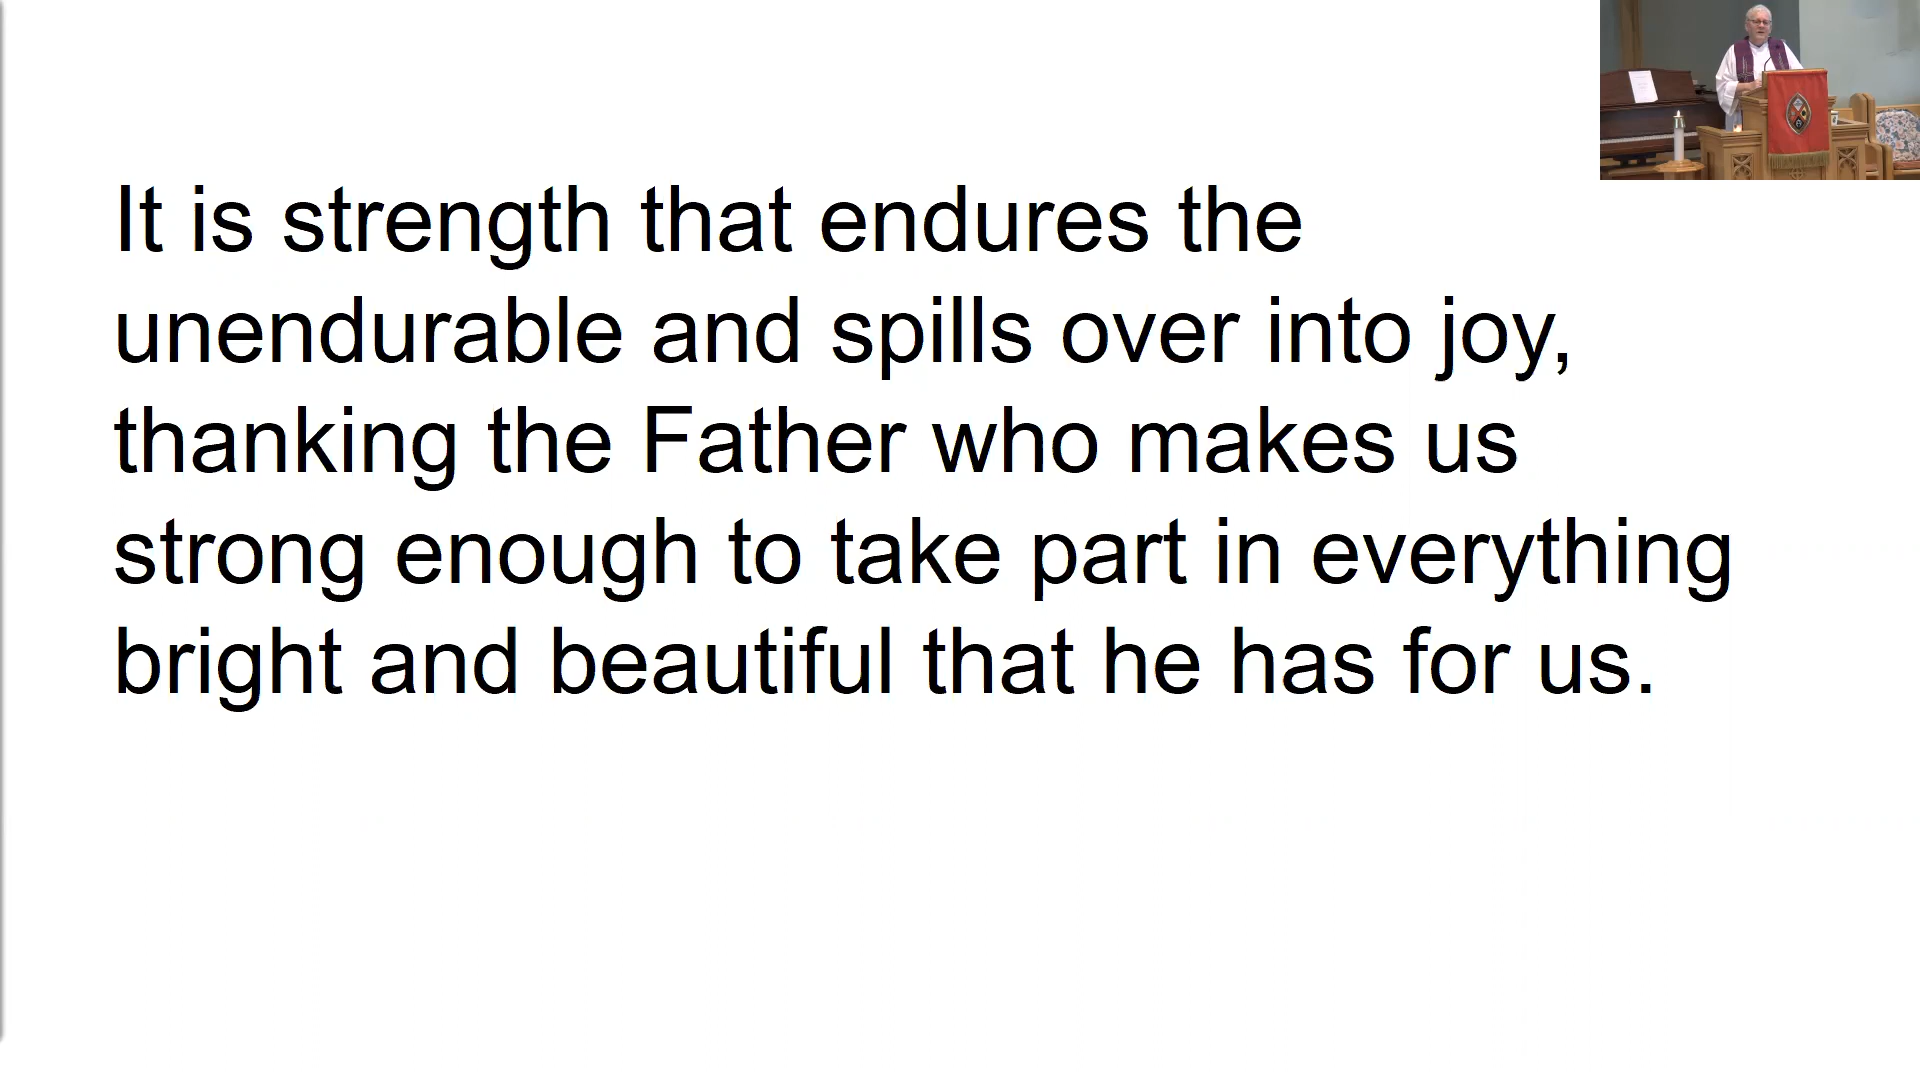 It is strength that endures the
unendurable and spills over into joy,
thanking the Father who makes us
strong enough to take part in everything
bright and beautiful that he has for us.